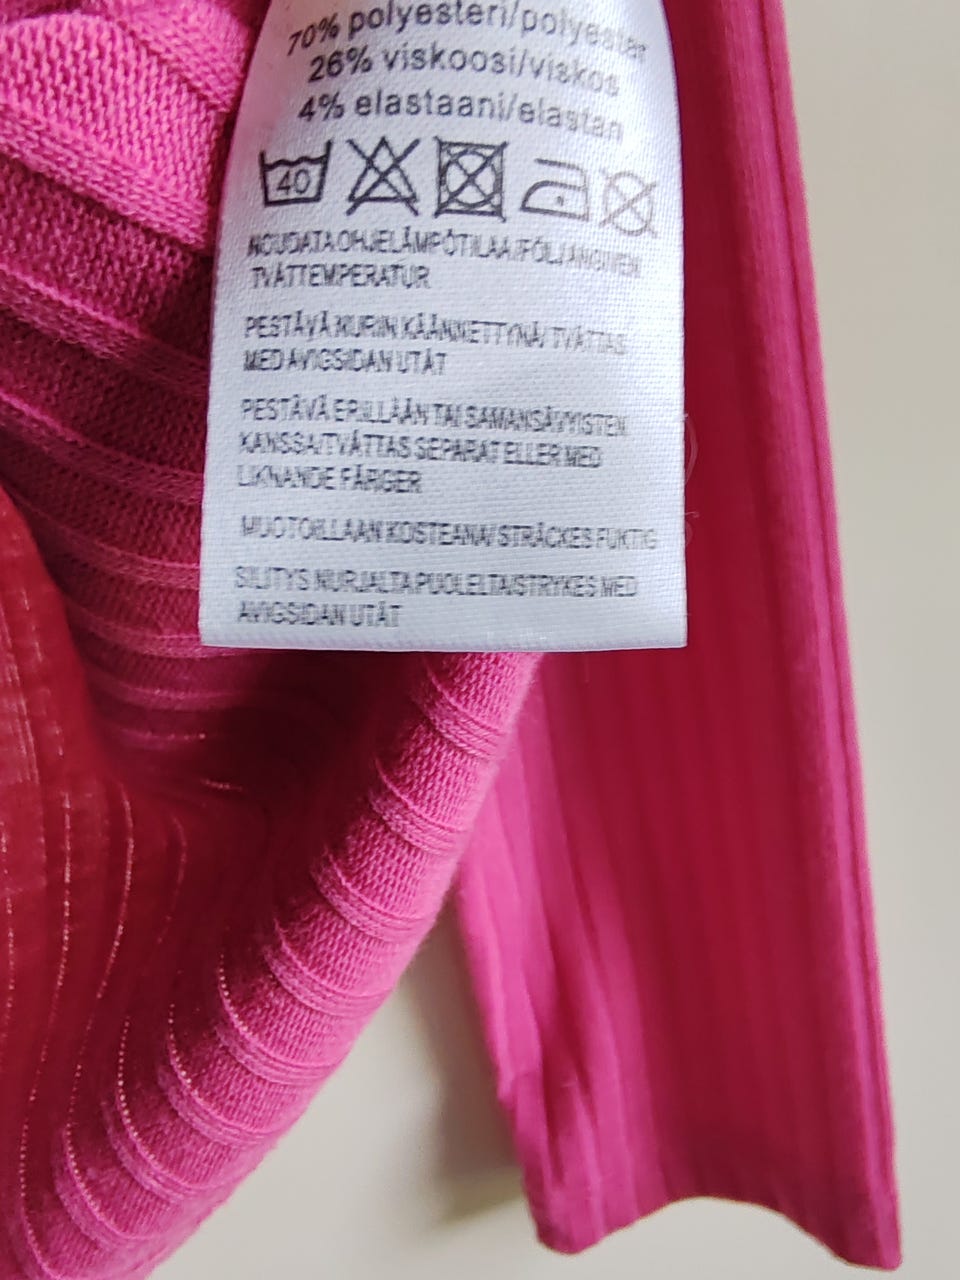 70% polyesteri/polyester
26% viskoosi/viskos
4% elastaani/elastan
40
NOUDATA OHJELÄMPÖTILAA/FÖLJ ANGIVEN
TVÄTTEMPERATUR
PESTÄVÄ NURIN KÄÄNNETTYNÄ/TVÄTTAS
MED AVIGSIDAN UTÅT
PESTÄVÄ ERILLÄÄN TAI SAMANSÄVYISTEN
KANSSA/TVÄTTAS SEPARAT ELLER MED
LIKNANDE FÄRGER
MUOTOILLAAN KOSTEANA/STRÄCKES FUKTIG
SILITYS NURJALTA PUOLELTA/STRYKES MED
AVIGSIDAN UTÅT